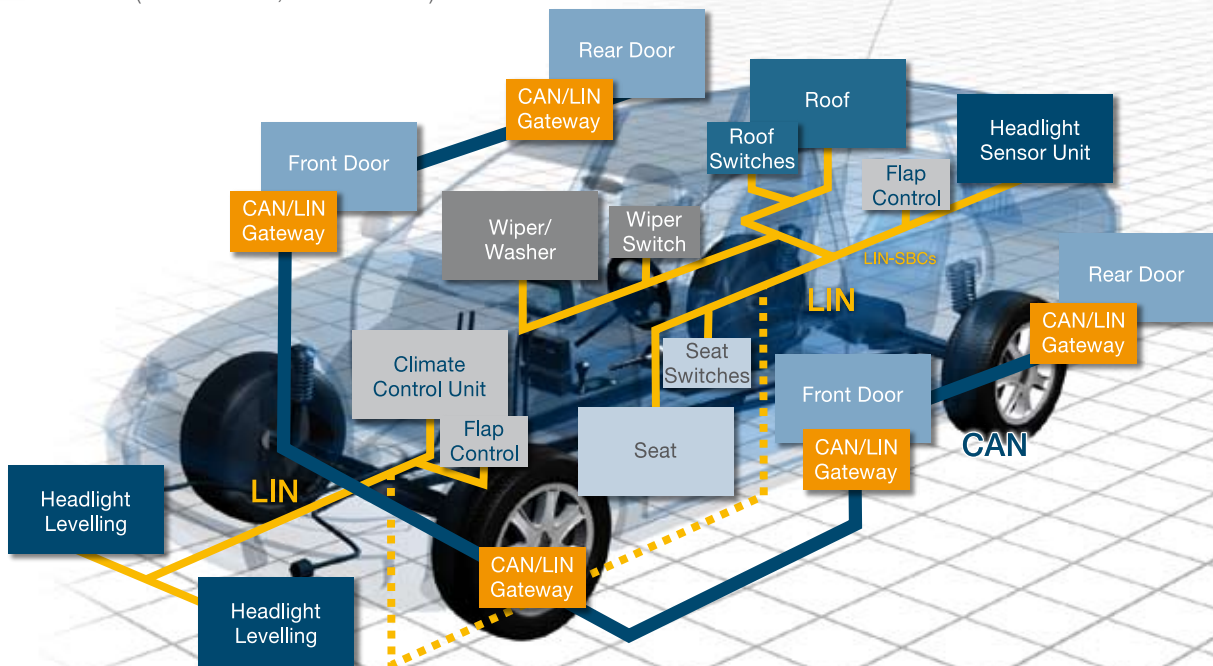 Rear Door
CAN/LIN
Gateway
Roof
Roof
Switches
Headlight
Sensor Unit
Front Door
CAN/LIN
Gateway
Flap
Control
Wiper/
Washer
Wiper
Switch
LIN-SBCs
Rear Door
LIN
CAN/LIN
Gateway
Climate
Control Unit
Seat
Switches
Front Door
Flap
Control
Seat
CAN
CAN/LIN
Gateway
LIN
Headlight
Levelling
CAN/LIN
Gateway
Headlight
Levelling